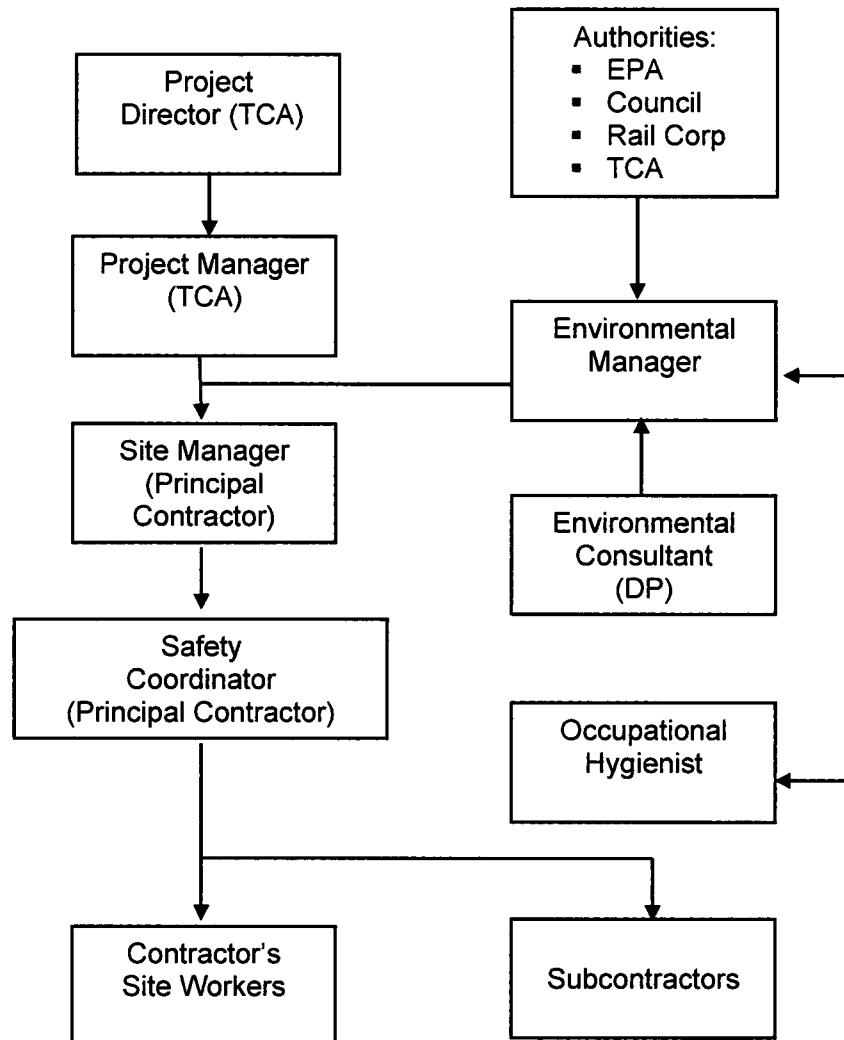 Project
Director (TCA)
Authorities:
▪ EPA
▪ Council
▪ Rail Corp
▪ TCA
Project Manager
(TCA)
Environmental
Manager
Site Manager
(Principal
Contractor)
Environmental
Consultant
(DP)
Safety
Coordinator
(Principal Contractor)
Occupational
Hygienist
Contractor's
Site Workers
Subcontractors